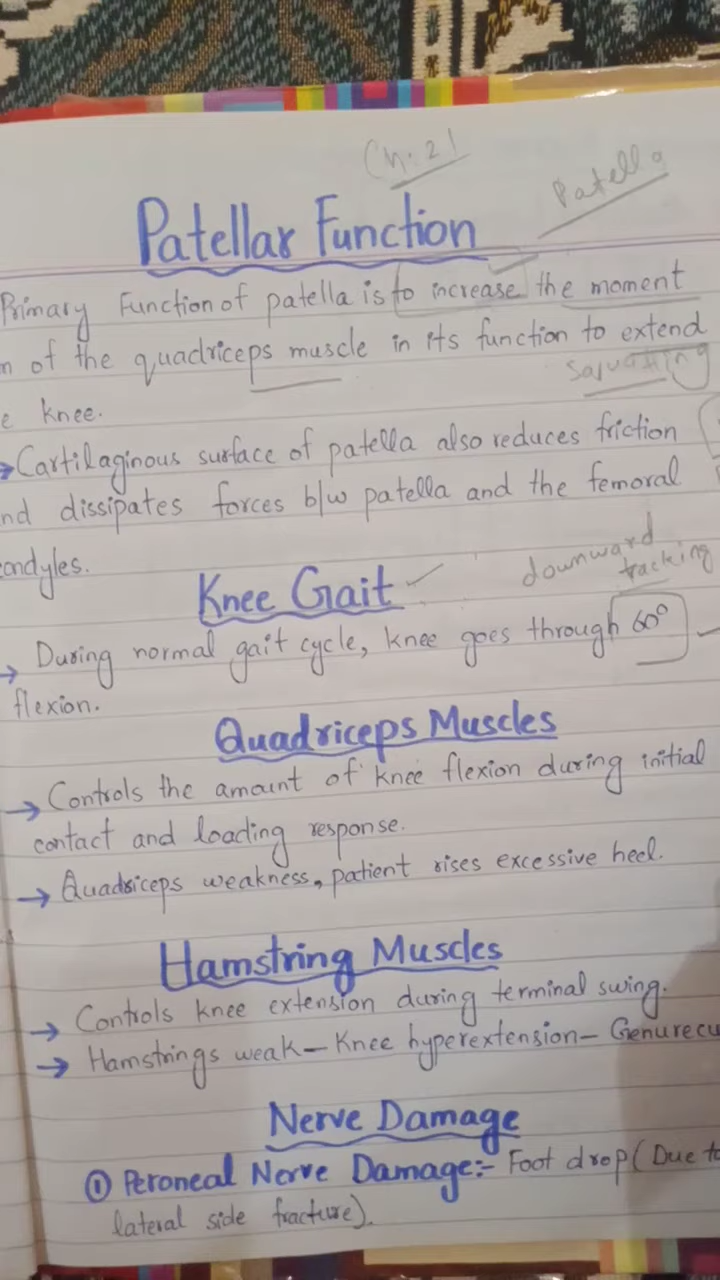 Ch: 21
Patella
Patellar Function
Primary Function of patella is to increase the moment
n of the quadriceps muscle in its function to extend
e knee.
→ Cartilaginous surface of patella also reduces friction
nd dissipates forces b/w patella and the femoral
condyles.
downward
tracking
Knee Gait
→ During normal gait cycle, knee goes through 60°
flexion.
Quadriceps Muscles
→ Controls the amount of knee flexion during initial
contact and loading response.
→ Quadriceps weakness, patient rises excessive heel.
Hamstring Muscles
→ Controls knee extension during terminal swing.
→ Hamstrings weak – Knee hyperextension – Genurecu
Nerve Damage
① Peroneal Nerve Damage:- Foot drop (Due to
lateral side fracture).